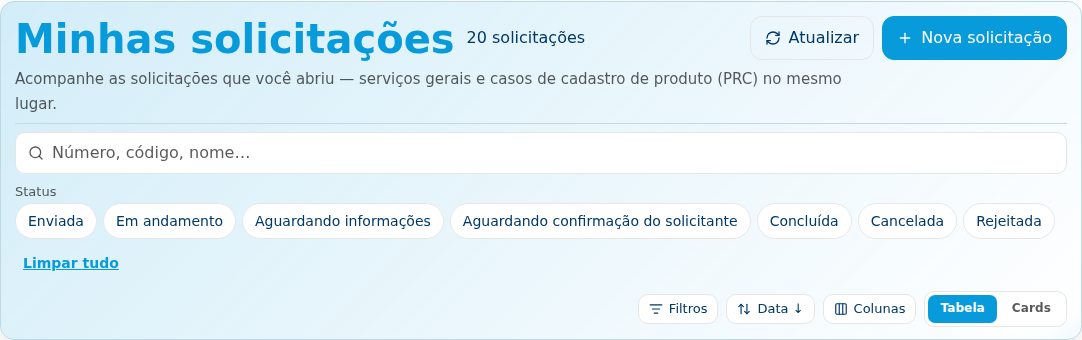 Minhas solicitações 20 solicitações Atualizar + Nova solicitação
Acompanhe as solicitações que você abriu — serviços gerais e casos de cadastro de produto (PRC) no mesmo
lugar.
Número, código, nome...
Status
Enviada Em andamento Aguardando informações Aguardando confirmação do solicitante Concluída Cancelada Rejeitada
Limpar tudo
Filtros Data ↓ Colunas Tabela Cards